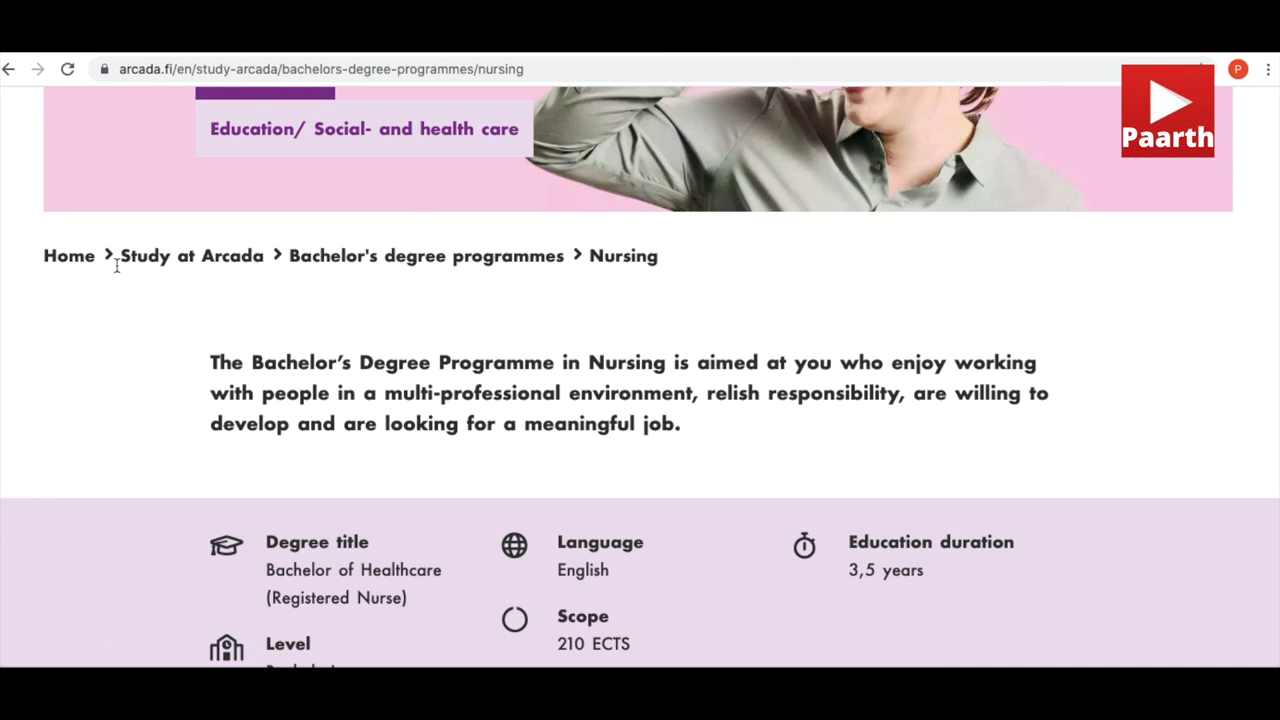 arcada.fi/en/study-arcada/bachelors-degree-programmes/nursing
P
Paarth
Education/ Social- and health care
Home > Study at Arcada > Bachelor's degree programmes > Nursing
The Bachelor’s Degree Programme in Nursing is aimed at you who enjoy working
with people in a multi-professional environment, relish responsibility, are willing to
develop and are looking for a meaningful job.
Degree title
Bachelor of Healthcare
(Registered Nurse)
Level
Language
English
Scope
210 ECTS
Education duration
3,5 years